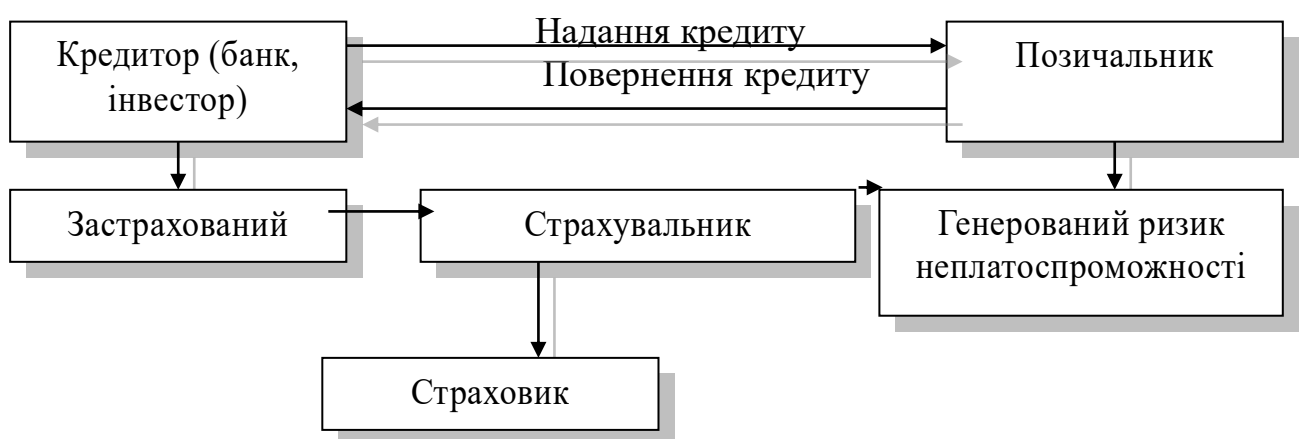 Надання кредиту
Кредитор (банк,
інвестор)
Позичальник
Повернення кредиту
Застрахований
Страхувальник
Генерований ризик
неплатоспроможності
Страховик